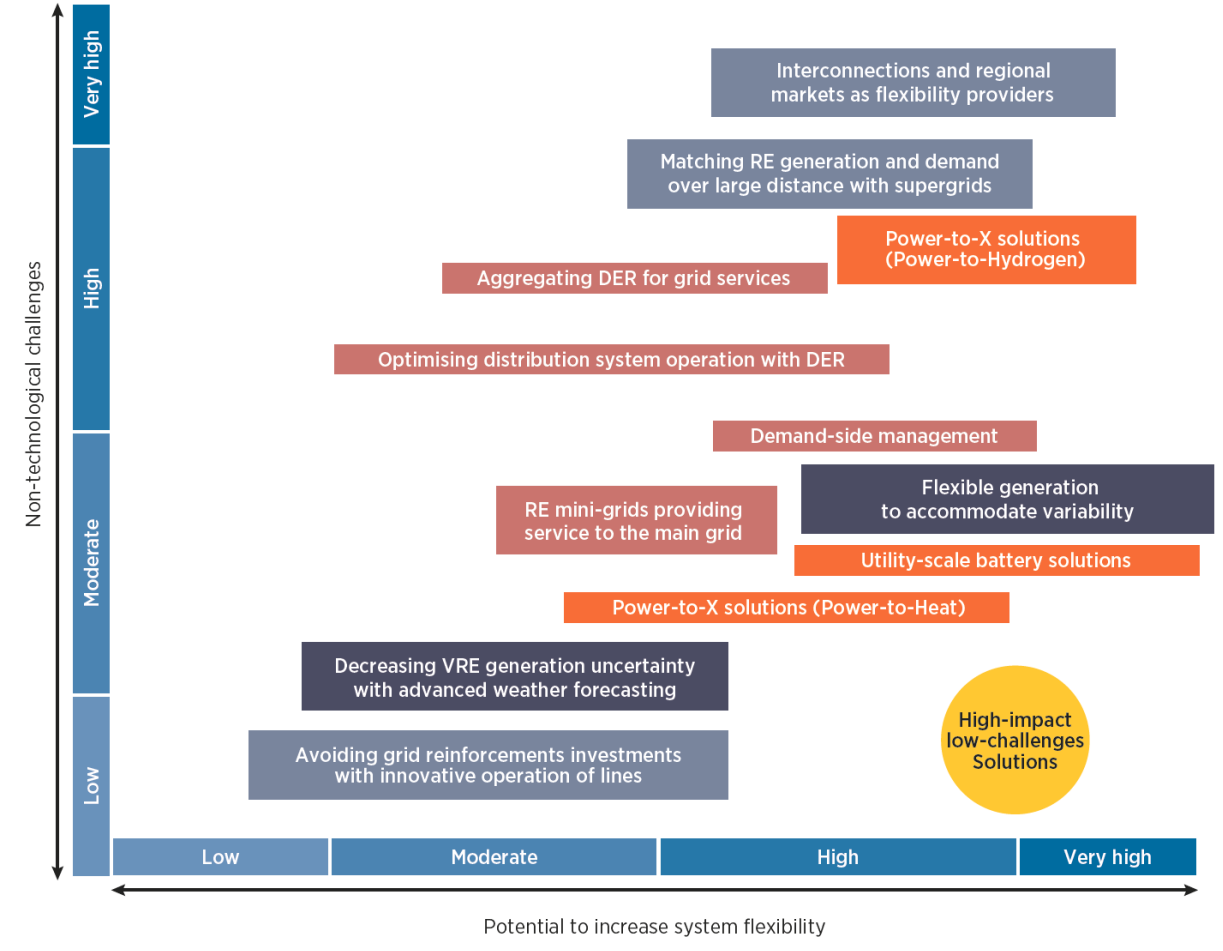 Non-technological challenges
Very high
High
Moderate
Low
Interconnections and regional
markets as flexibility providers
Matching RE generation and demand
over large distance with supergrids
Power-to-X solutions
(Power-to-Hydrogen)
Aggregating DER for grid services
Optimising distribution system operation with DER
Demand-side management
Flexible generation
to accommodate variability
RE mini-grids providing
service to the main grid
Utility-scale battery solutions
Power-to-X solutions (Power-to-Heat)
Decreasing VRE generation uncertainty
with advanced weather forecasting
High-impact
low-challenges
Solutions
Avoiding grid reinforcements investments
with innovative operation of lines
Low
Moderate
High
Very high
Potential to increase system flexibility